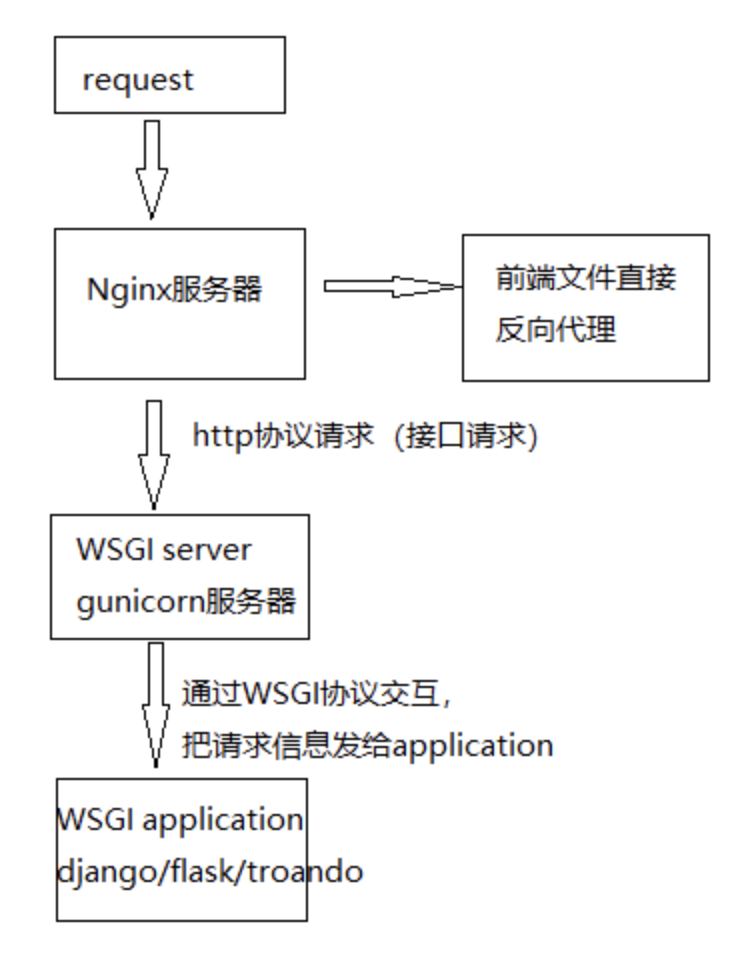 request
Nginx服务器
前端文件直接
反向代理
http协议请求（接口请求）
WSGI server
gunicorn服务器
通过WSGI协议交互，
把请求信息发给application
WSGI application
django/flask/troando